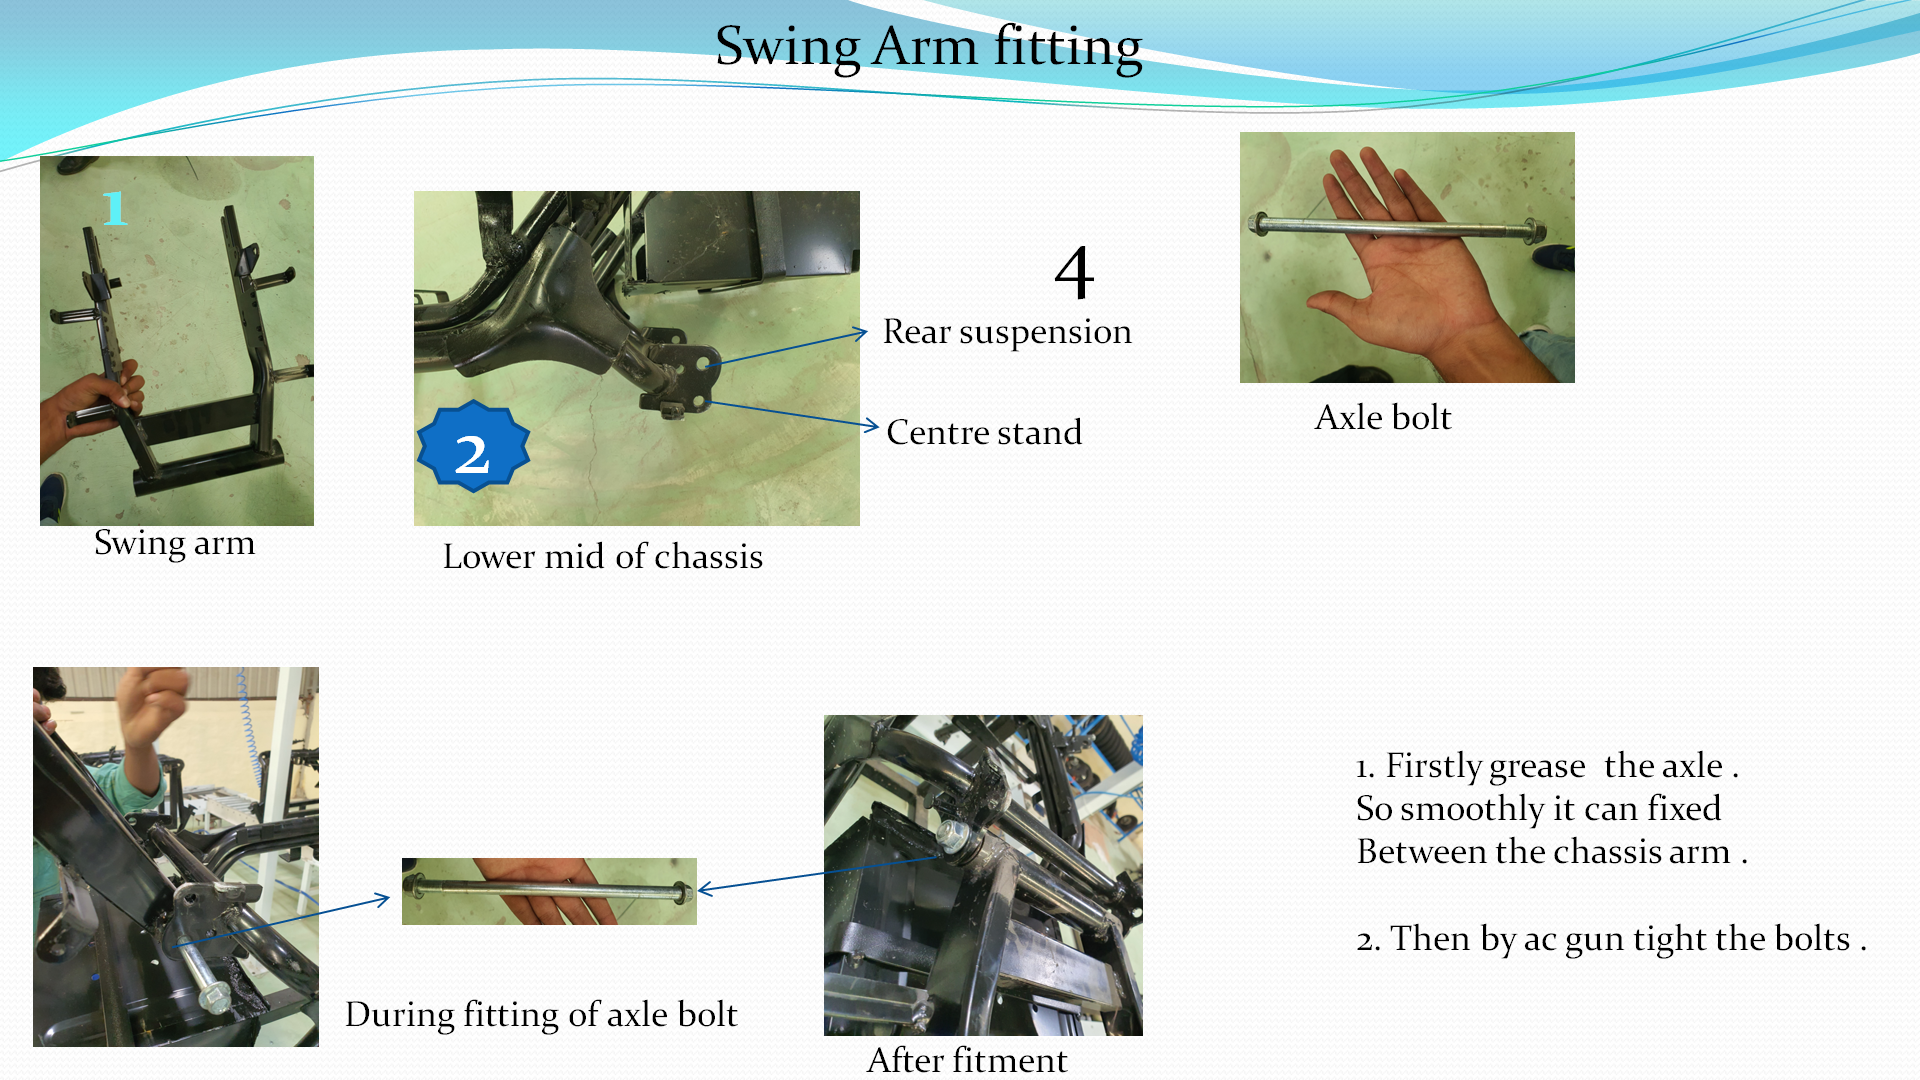 Swing Arm fitting
1
2
4
Rear suspension
Centre stand
Axle bolt
Swing arm
Lower mid of chassis
1. Firstly grease the axle .
So smoothly it can fixed
Between the chassis arm .
2. Then by ac gun tight the bolts .
During fitting of axle bolt
After fitment